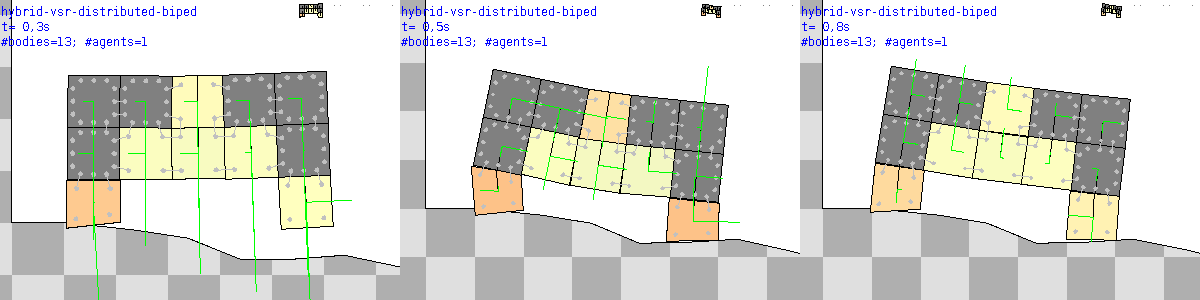 hybrid-vsr-distributed-biped
t= 0,3s
#bodies=13; #agents=1
hybrid-vsr-distributed-biped
t= 0,5s
#bodies=13; #agents=1
hybrid-vsr-distributed-biped
t= 0,8s
#bodies=13; #agents=1